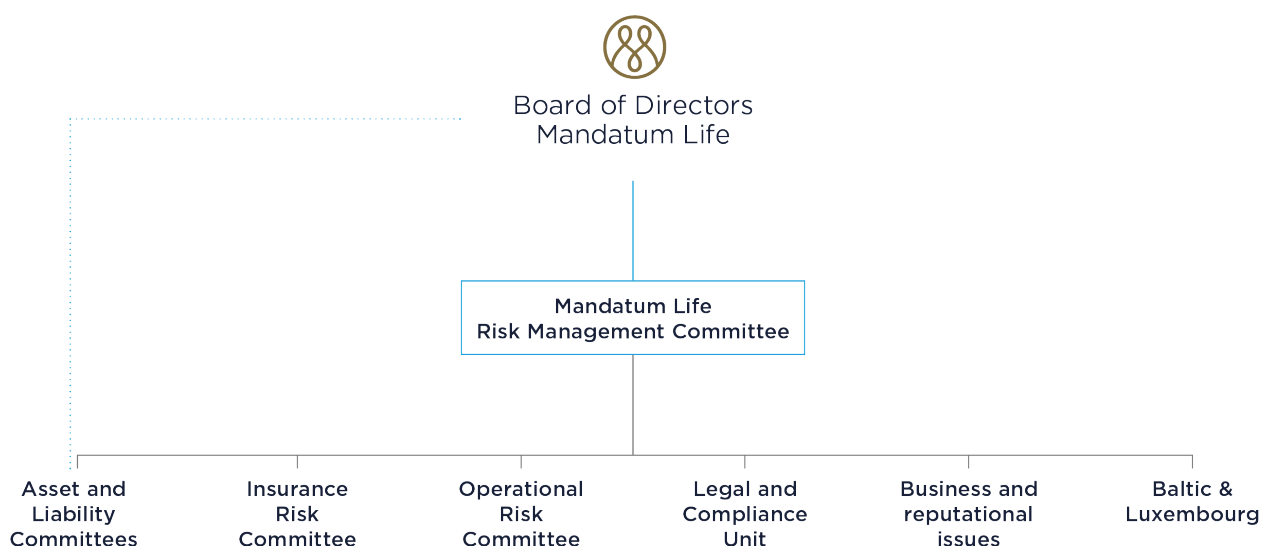 Board of Directors
Mandatum Life
Mandatum Life
Risk Management Committee
Asset and
Liability
Committees
Insurance
Risk
Committee
Operational
Risk
Committee
Legal and
Compliance
Unit
Business and
reputational
issues
Baltic &
Luxembourg